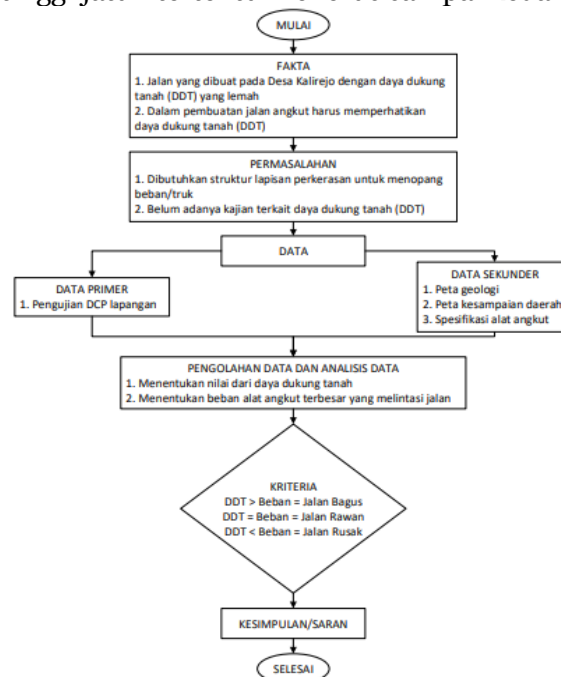 MULAI
FAKTA
1. Jalan yang dibuat pada Desa Kalirejo dengan daya dukung
tanah (DDT) yang lemah
2. Dalam pembuatan jalan angkut harus memperhatikan
daya dukung tanah (DDT)
PERMASALAHAN
1. Dibutuhkan struktur lapisan perkerasan untuk menopang
beban/truk
2. Belum adanya kajian terkait daya dukung tanah (DDT)
DATA
DATA PRIMER
1. Pengujian DCP lapangan
DATA SEKUNDER
1. Peta geologi
2. Peta kesampaian daerah
3. Spesifikasi alat angkut
PENGOLAHAN DATA DAN ANALISIS DATA
1. Menentukan nilai dari daya dukung tanah
2. Menentukan beban alat angkut terbesar yang melintasi jalan
KRITERIA
DDT > Beban = Jalan Bagus
DDT = Beban = Jalan Rawan
DDT < Beban = Jalan Rusak
KESIMPULAN/SARAN
SELESAI